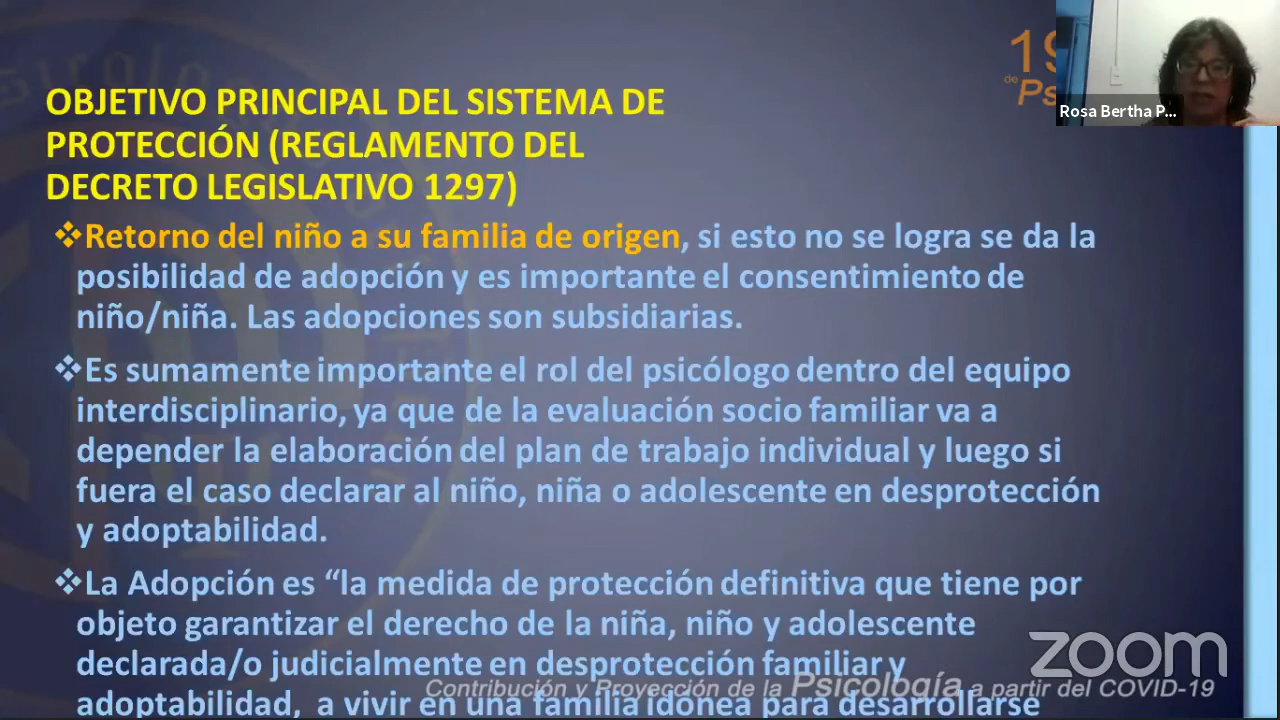 19
de
Ps
Rosa Bertha P...
OBJETIVO PRINCIPAL DEL SISTEMA DE
PROTECCIÓN (REGLAMENTO DEL
DECRETO LEGISLATIVO 1297)
❖Retorno del niño a su familia de origen, si esto no se logra se da la
posibilidad de adopción y es importante el consentimiento de
niño/niña. Las adopciones son subsidiarias.
❖Es sumamente importante el rol del psicólogo dentro del equipo
interdisciplinario, ya que de la evaluación socio familiar va a
depender la elaboración del plan de trabajo individual y luego si
fuera el caso declarar al niño, niña o adolescente en desprotección
y adoptabilidad.
❖La Adopción es “la medida de protección definitiva que tiene por
objeto garantizar el derecho de la niña, niño y adolescente
declarada/o judicialmente en desprotección familiar y
adoptabilidad, a vivir en una familia idónea para desarrollarse
zoom
Contribución y Proyección de la Psicología a partir del COVID-19